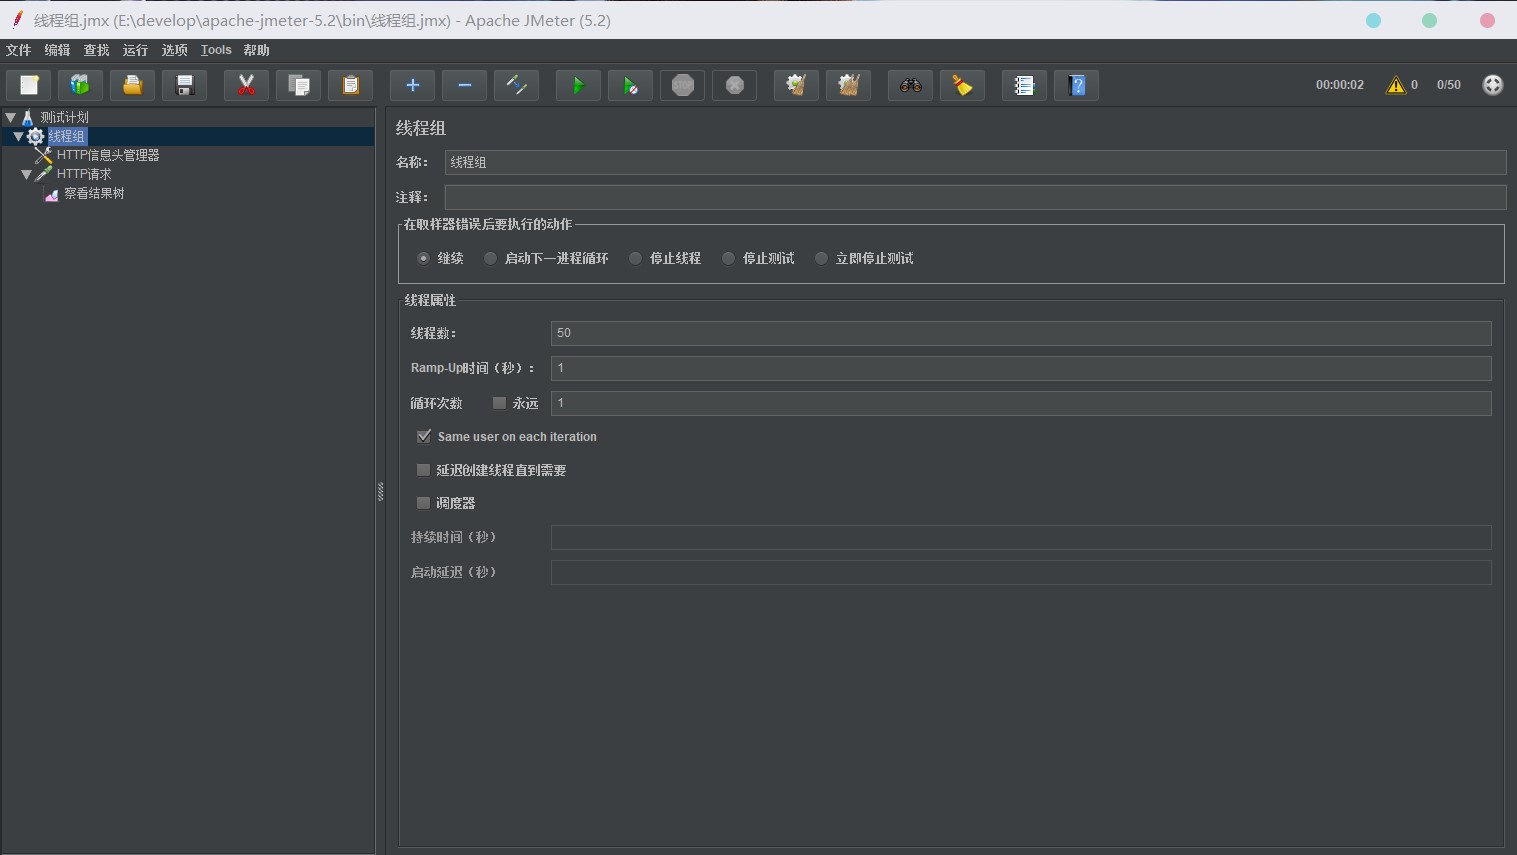 线程组.jmx (E:\develop\apache-jmeter-5.2\bin\线程组.jmx) - Apache JMeter (5.2)
文件 编辑 查找 运行 选项 Tools 帮助
STOP 00:00:02 0 0/50
测试计划
线程组
HTTP信息头管理器
HTTP请求
察看结果树
线程组
名称： 线程组
注释：
在取样器错误后要执行的动作
继续 启动下一进程循环 停止线程 停止测试 立即停止测试
线程属性
线程数： 50
Ramp-Up时间（秒）： 1
循环次数 永远 1
Same user on each iteration
延迟创建线程直到需要
调度器
持续时间（秒）
启动延迟（秒）